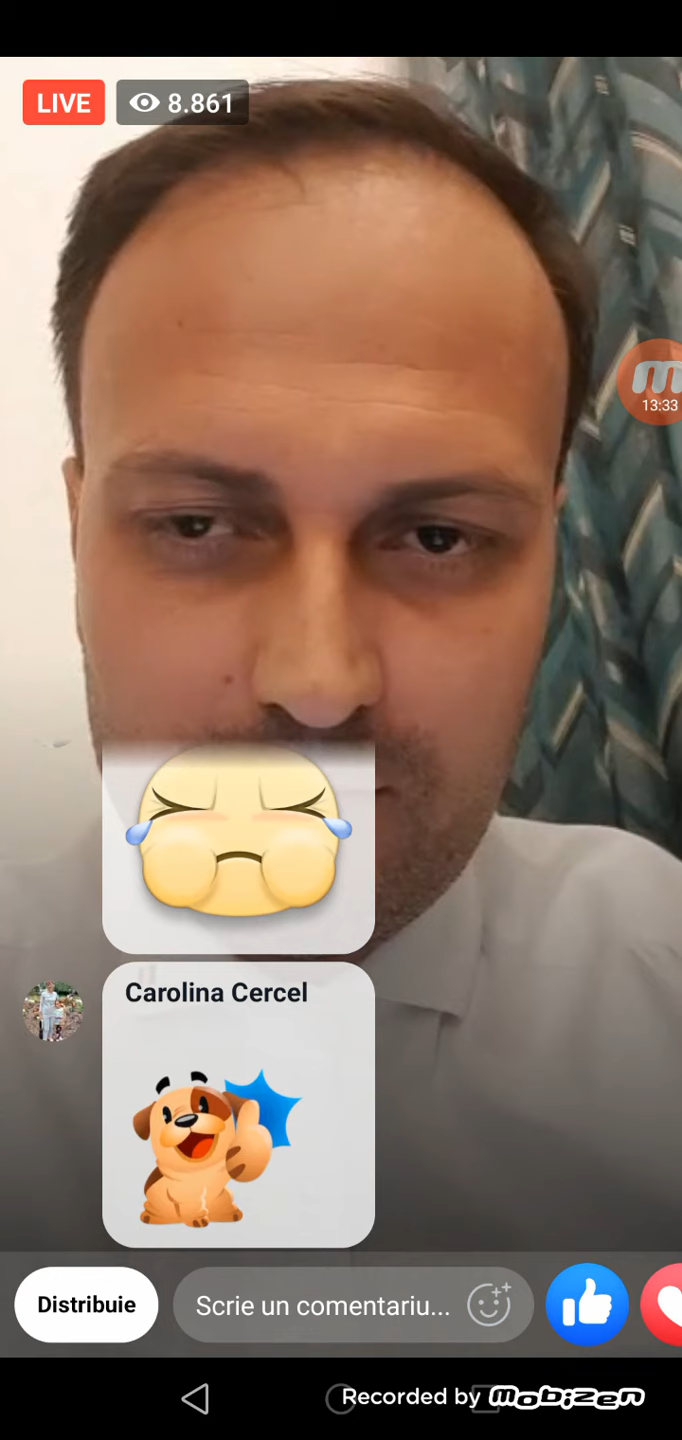 LIVE
8.861
m
13:33
Carolina Cercel
Distribuie
Scrie un comentariu...
Recorded by mobizen